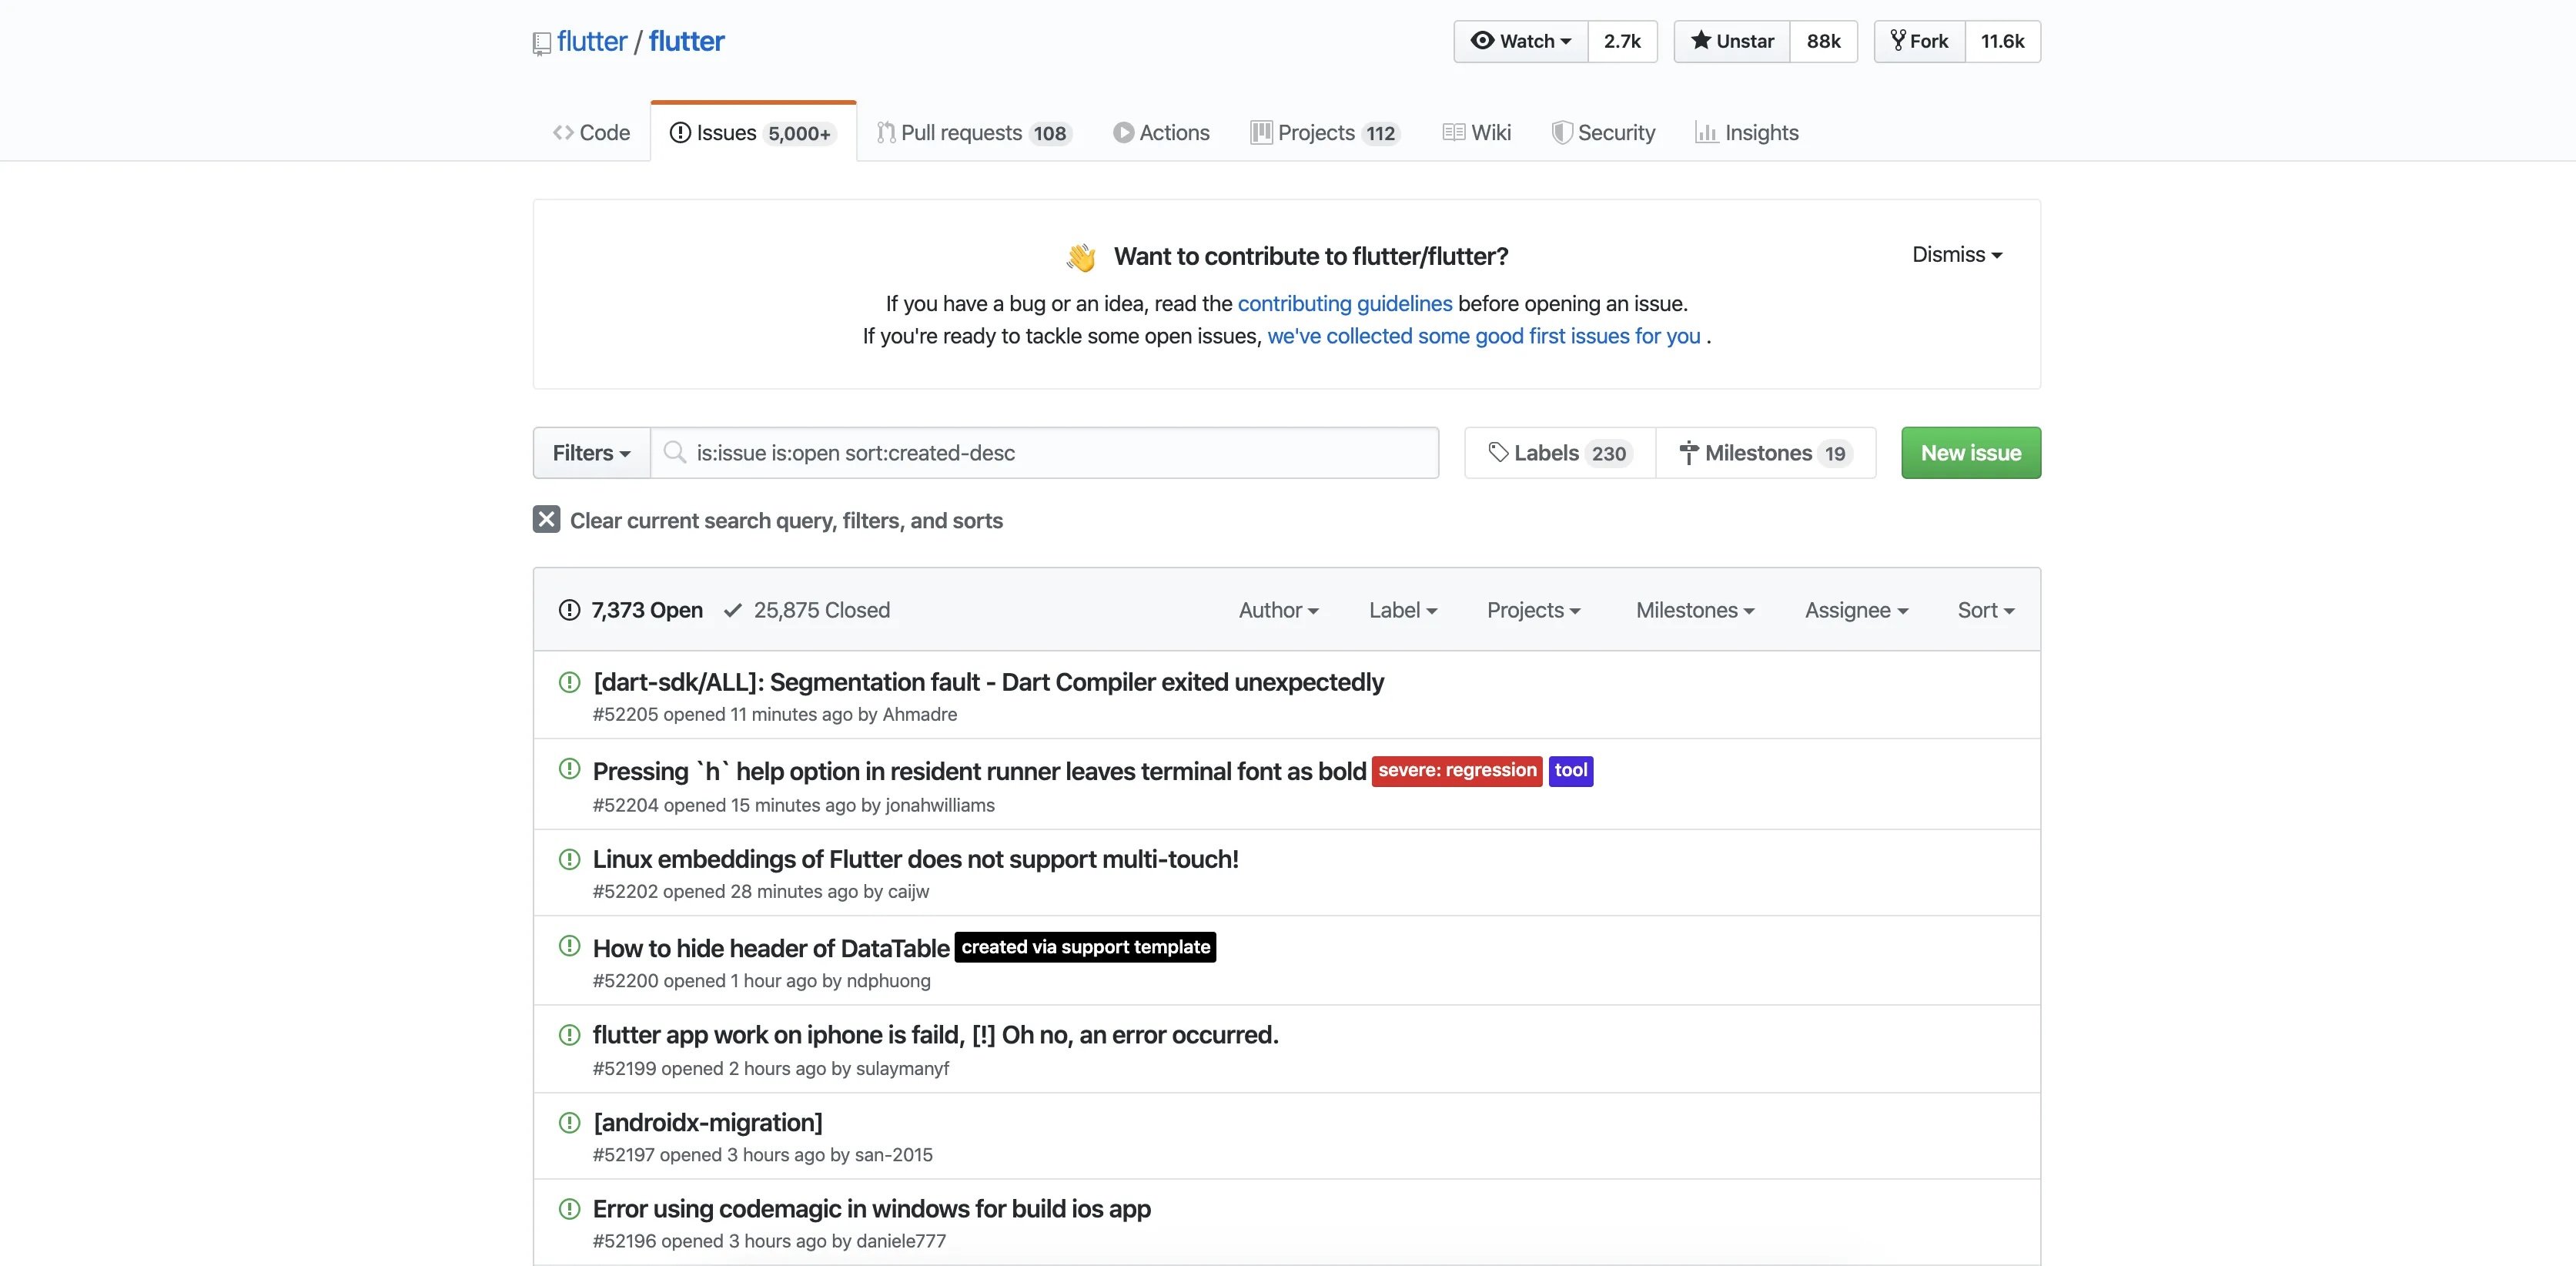 flutter / flutter
Watch 2.7k Unstar 88k Fork 11.6k
Code Issues 5,000+ Pull requests 108 Actions Projects 112 Wiki Security Insights
Want to contribute to flutter/flutter? Dismiss
If you have a bug or an idea, read the contributing guidelines before opening an issue.
If you're ready to tackle some open issues, we've collected some good first issues for you .
Filters is:issue is:open sort:created-desc Labels 230 Milestones 19 New issue
Clear current search query, filters, and sorts
7,373 Open 25,875 Closed Author Label Projects Milestones Assignee Sort
[dart-sdk/ALL]: Segmentation fault - Dart Compiler exited unexpectedly
#52205 opened 11 minutes ago by Ahmadre
Pressing `h` help option in resident runner leaves terminal font as bold severe: regression tool
#52204 opened 15 minutes ago by jonahwilliams
Linux embeddings of Flutter does not support multi-touch!
#52202 opened 28 minutes ago by caijw
How to hide header of DataTable created via support template
#52200 opened 1 hour ago by ndphuong
flutter app work on iphone is faild, [!] Oh no, an error occurred.
#52199 opened 2 hours ago by sulaymanyf
[androidx-migration]
#52197 opened 3 hours ago by san-2015
Error using codemagic in windows for build ios app
#52196 opened 3 hours ago by daniele777